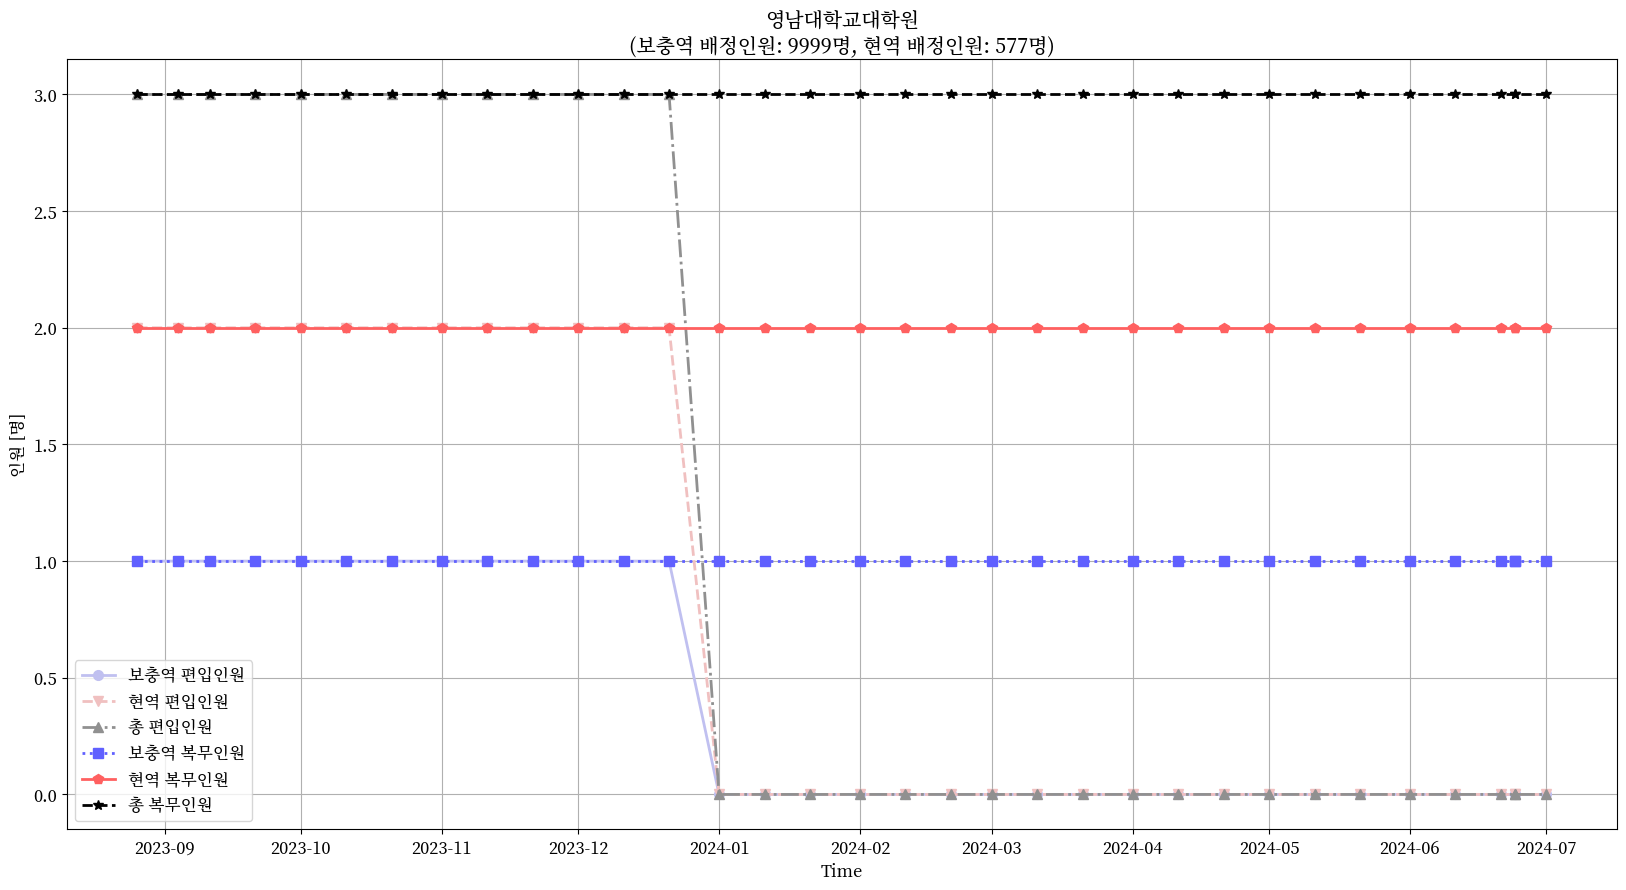 영남대학교대학원
(보충역 배정인원: 9999명, 현역 배정인원: 577명)
인원 [명]
3.0
2.5
2.0
1.5
1.0
0.5
0.0
보충역 편입인원
현역 편입인원
총 편입인원
보충역 복무인원
현역 복무인원
총 복무인원
2023-09 2023-10 2023-11 2023-12 2024-01 2024-02 2024-03 2024-04 2024-05 2024-06 2024-07
Time